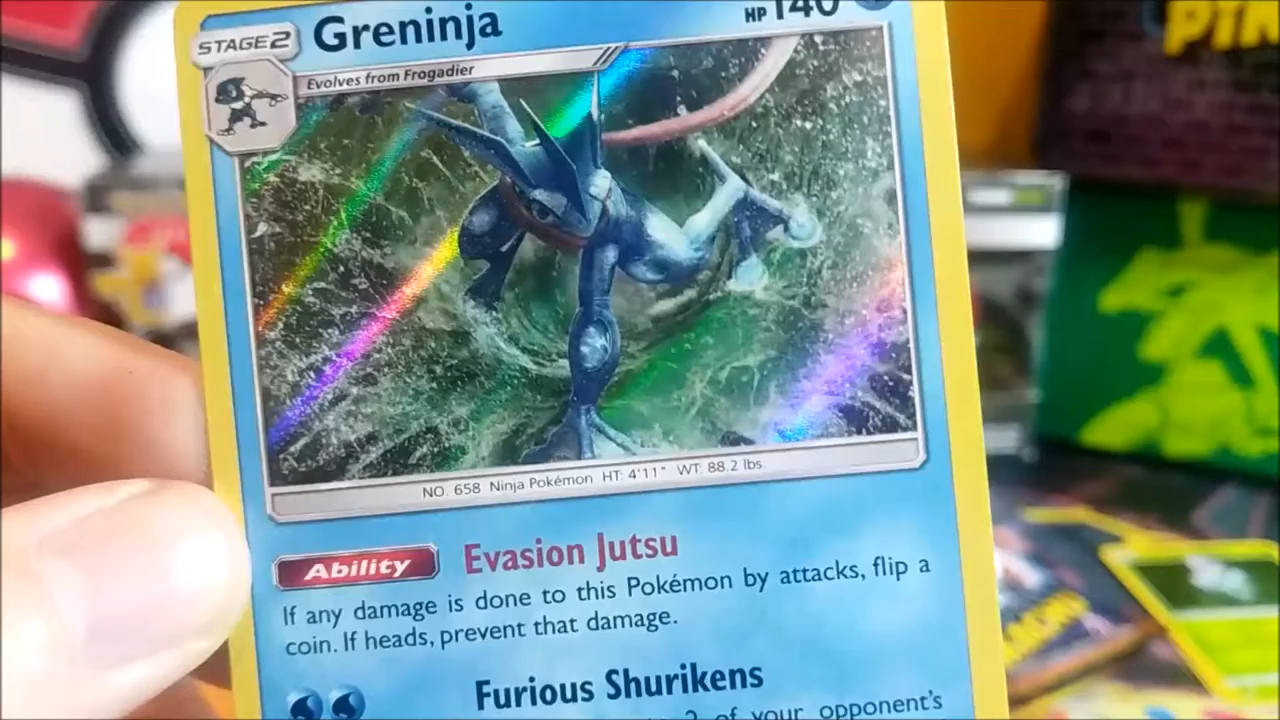 STAGE2 Greninja HP 140
Evolves from Frogadier
NO. 658 Ninja Pokémon HT: 4'11" WT: 88.2 lbs.
Ability Evasion Jutsu
If any damage is done to this Pokémon by attacks, flip a
coin. If heads, prevent that damage.
Furious Shurikens
2 of your opponent's